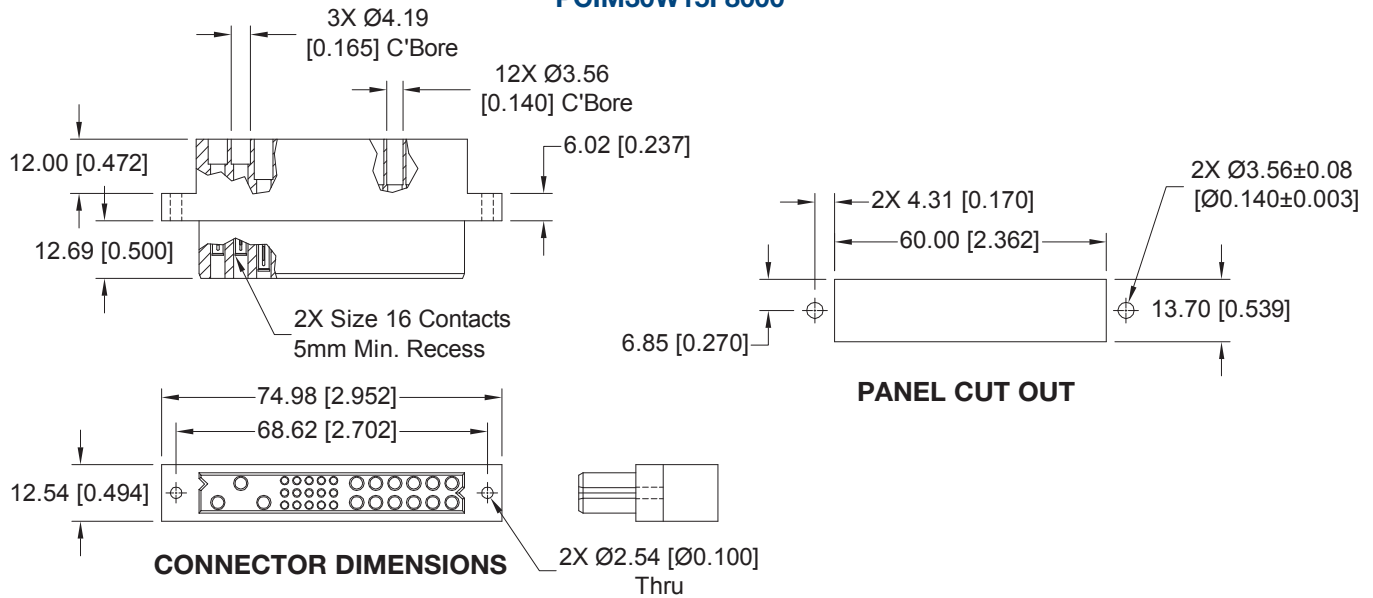 3X Ø4.19
[0.165] C'Bore
12X Ø3.56
[0.140] C'Bore
12.00 [0.472]
6.02 [0.237]
12.69 [0.500]
2X Size 16 Contacts
5mm Min. Recess
2X Ø3.56±0.08
[Ø0.140±0.003]
2X 4.31 [0.170]
60.00 [2.362]
13.70 [0.539]
6.85 [0.270]
PANEL CUT OUT
74.98 [2.952]
68.62 [2.702]
12.54 [0.494]
CONNECTOR DIMENSIONS
2X Ø2.54 [Ø0.100]
Thru